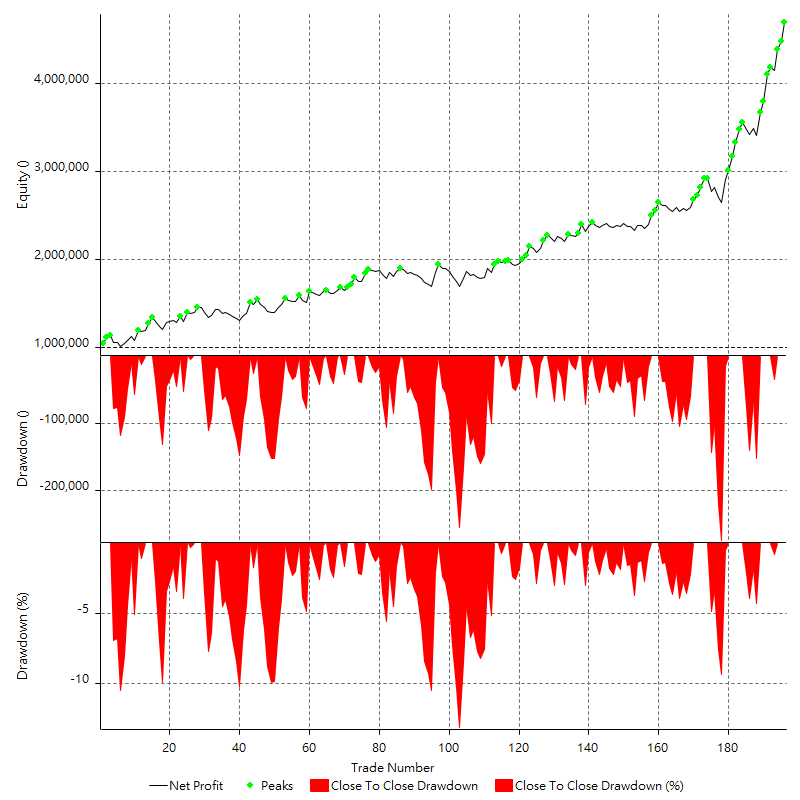 4,000,000
3,000,000
2,000,000
1,000,000
Equity ()
-100,000
-200,000
Drawdown ()
-5
-10
Drawdown (%)
20 40 60 80 100 120 140 160 180
Trade Number
Net Profit Peaks Close To Close Drawdown Close To Close Drawdown (%)